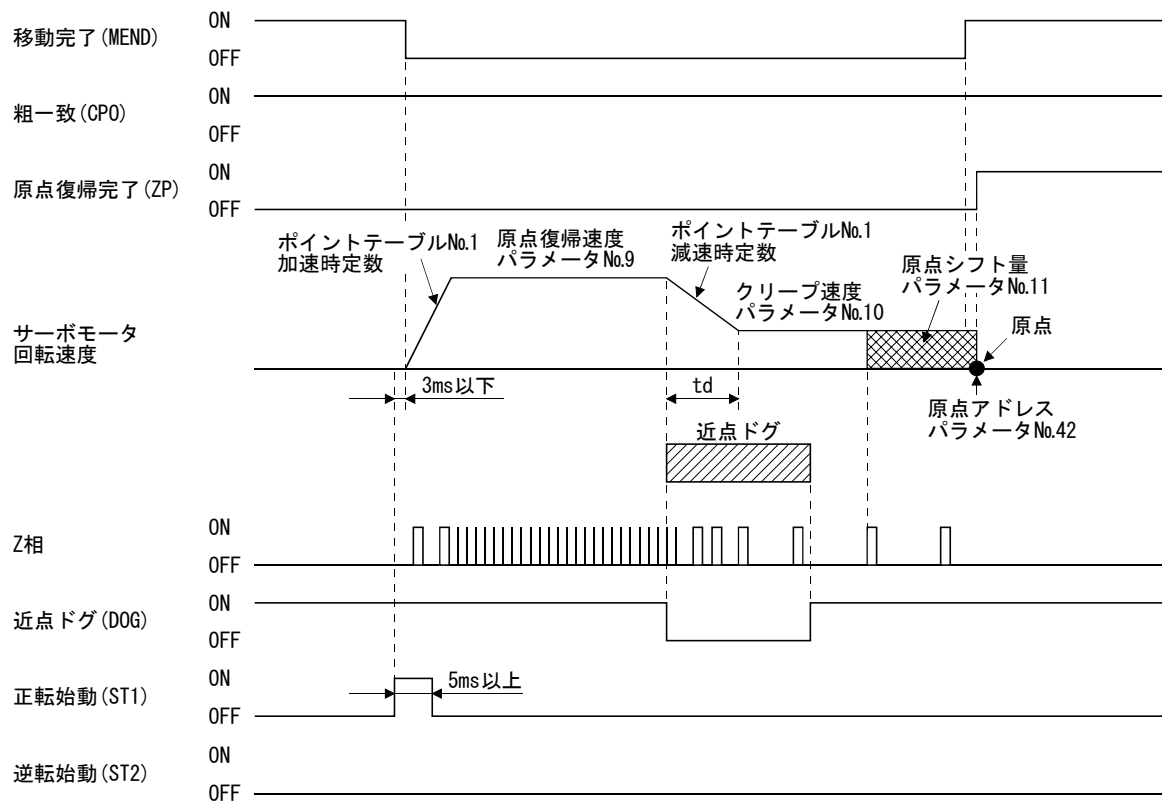 移動完了(MEND)
ON
OFF
粗一致(CPO)
ON
OFF
原点復帰完了(ZP)
ON
OFF
ポイントテーブル№1
加速時定数
原点復帰速度
パラメータ№9
ポイントテーブル№1
減速時定数
クリープ速度
パラメータ№10
原点シフト量
パラメータ№11
原点
サーボモータ
回転速度
3ms以下
td
原点アドレス
パラメータ№42
近点ドグ
Z相
ON
OFF
近点ドグ(DOG)
ON
OFF
正転始動(ST1)
ON
OFF
5ms以上
逆転始動(ST2)
ON
OFF